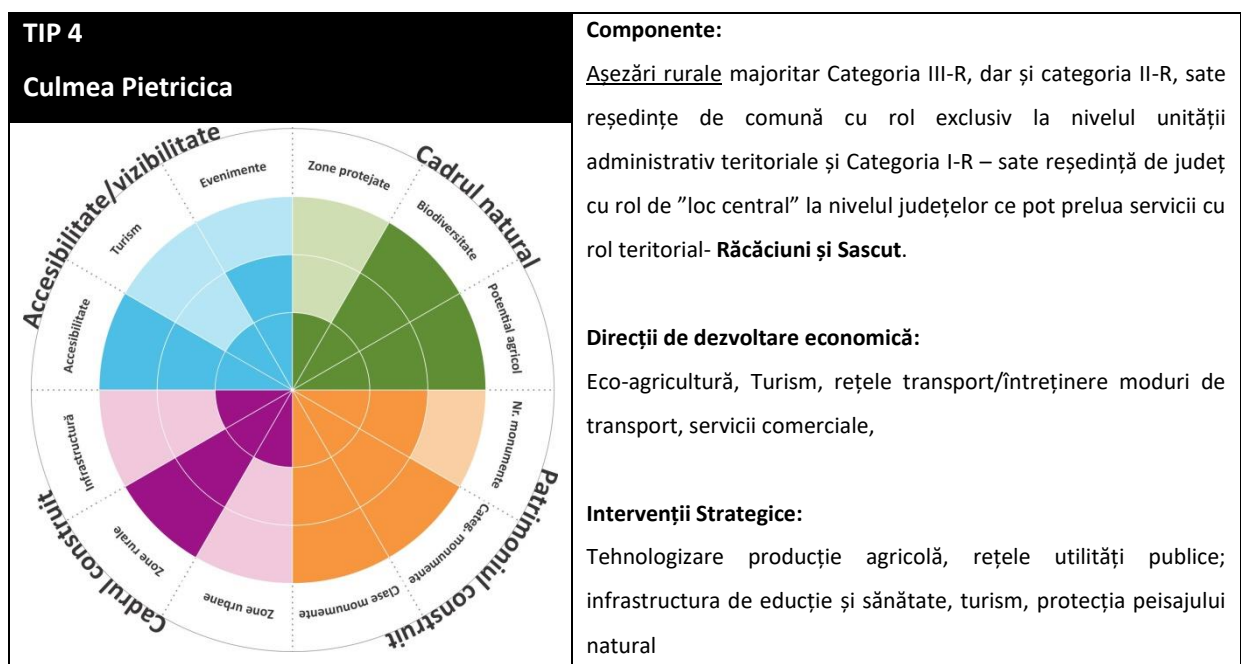 TIP 4
Culmea Pietricica
Accesibilitate/vizibilitate
Cadrul natural
Evenimente
Zone protejate
Turism
Biodiversitate
Accesibilitate
Potential agricol
Infrastructură
Nr. monumente
Zone rurale
Categ. monumente
Zone urbane
Clase monumente
Cadrul construit
Patrimoniul construit
Componente:
Așezări rurale majoritar Categoria III-R, dar și categoria II-R, sate
reședințe de comună cu rol exclusiv la nivelul unității
administrativ teritoriale și Categoria I-R – sate reședință de județ
cu rol de ”loc central” la nivelul județelor ce pot prelua servicii cu
rol teritorial- Răcăciuni și Sascut.
Direcții de dezvoltare economică:
Eco-agricultură, Turism, rețele transport/întreținere moduri de
transport, servicii comerciale,
Intervenții Strategice:
Tehnologizare producție agricolă, rețele utilități publice;
infrastructura de educție și sănătate, turism, protecția peisajului
natural